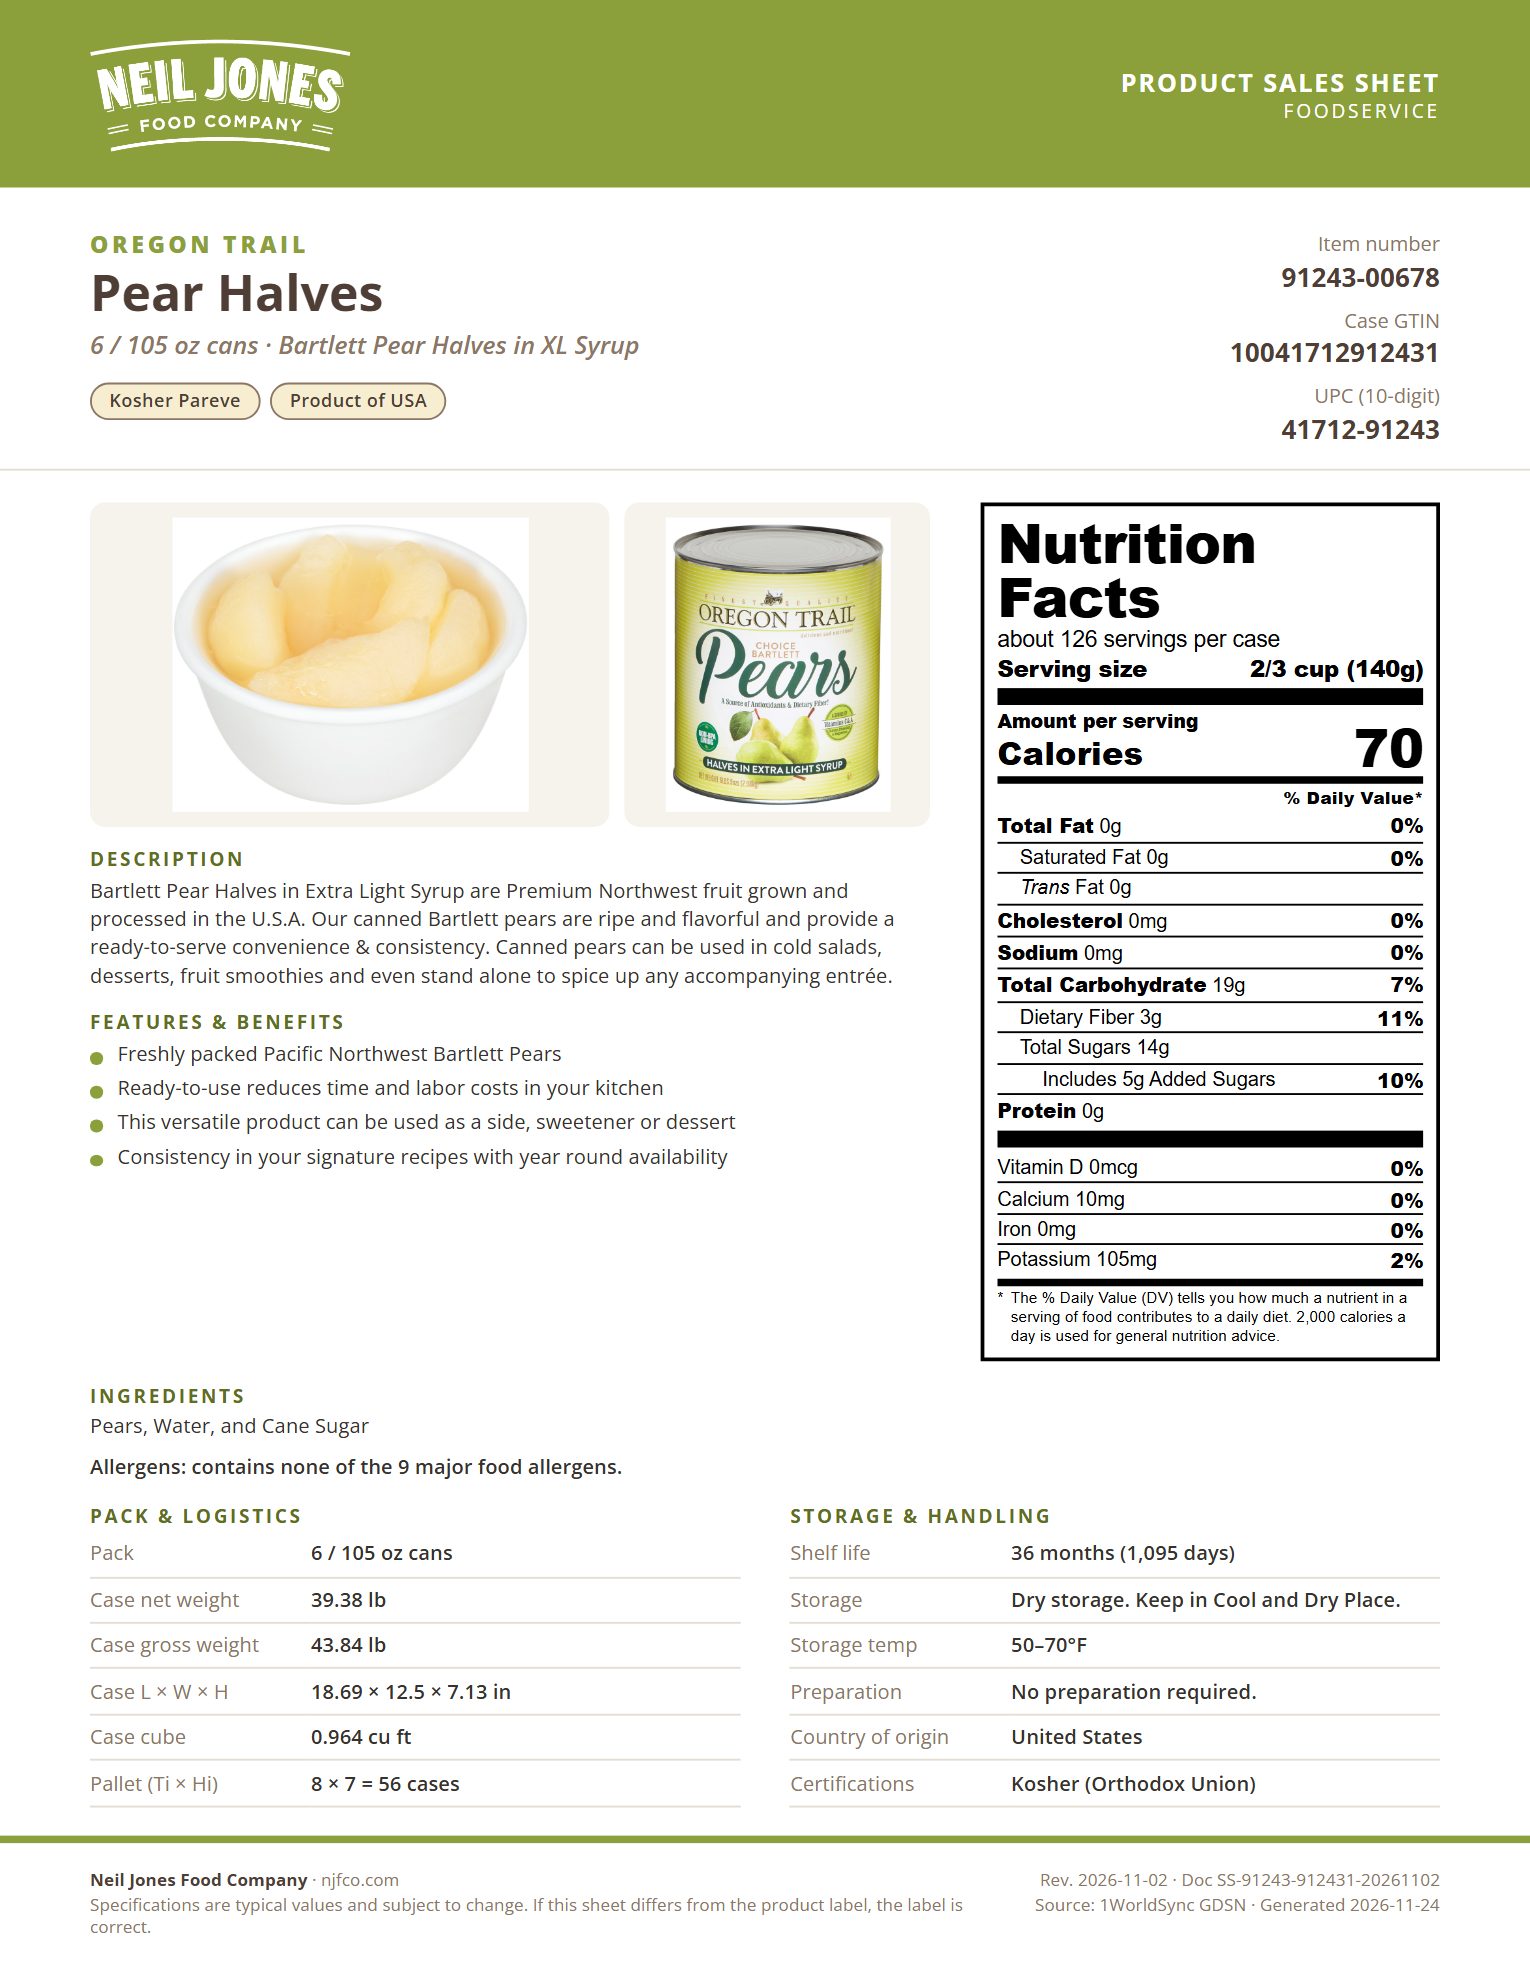 NEIL JONES
FOOD COMPANY
PRODUCT SALES SHEET
FOODSERVICE
OREGON TRAIL
Pear Halves
6 / 105 oz cans · Bartlett Pear Halves in XL Syrup
Kosher Pareve
Product of USA
Item number
91243-00678
Case GTIN
10041712912431
UPC (10-digit)
41712-91243
FINEST QUALITY
OREGON TRAIL
CHOICE
BARTLETT
Pears
A Source of Antioxidants & Dietary Fiber!
NON-BPA
LINING
HALVES IN EXTRA LIGHT SYRUP
DESCRIPTION
Bartlett Pear Halves in Extra Light Syrup are Premium Northwest fruit grown and
processed in the U.S.A. Our canned Bartlett pears are ripe and flavorful and provide a
ready-to-serve convenience & consistency. Canned pears can be used in cold salads,
desserts, fruit smoothies and even stand alone to spice up any accompanying entrée.
FEATURES & BENEFITS
Freshly packed Pacific Northwest Bartlett Pears
Ready-to-use reduces time and labor costs in your kitchen
This versatile product can be used as a side, sweetener or dessert
Consistency in your signature recipes with year round availability
Nutrition
Facts
about 126 servings per case
Serving size 2/3 cup (140g)
Amount per serving
Calories 70
% Daily Value*
Total Fat 0g 0%
Saturated Fat 0g 0%
Trans Fat 0g
Cholesterol 0mg 0%
Sodium 0mg 0%
Total Carbohydrate 19g 7%
Dietary Fiber 3g 11%
Total Sugars 14g
Includes 5g Added Sugars 10%
Protein 0g
Vitamin D 0mcg 0%
Calcium 10mg 0%
Iron 0mg 0%
Potassium 105mg 2%
* The % Daily Value (DV) tells you how much a nutrient in a
serving of food contributes to a daily diet. 2,000 calories a
day is used for general nutrition advice.
INGREDIENTS
Pears, Water, and Cane Sugar
Allergens: contains none of the 9 major food allergens.
PACK & LOGISTICS
Pack 6 / 105 oz cans
Case net weight 39.38 lb
Case gross weight 43.84 lb
Case L × W × H 18.69 × 12.5 × 7.13 in
Case cube 0.964 cu ft
Pallet (Ti × Hi) 8 × 7 = 56 cases
STORAGE & HANDLING
Shelf life 36 months (1,095 days)
Storage Dry storage. Keep in Cool and Dry Place.
Storage temp 50–70°F
Preparation No preparation required.
Country of origin United States
Certifications Kosher (Orthodox Union)
Neil Jones Food Company · njfco.com
Specifications are typical values and subject to change. If this sheet differs from the product label, the label is
correct.
Rev. 2026-11-02 · Doc SS-91243-912431-20261102
Source: 1WorldSync GDSN · Generated 2026-11-24